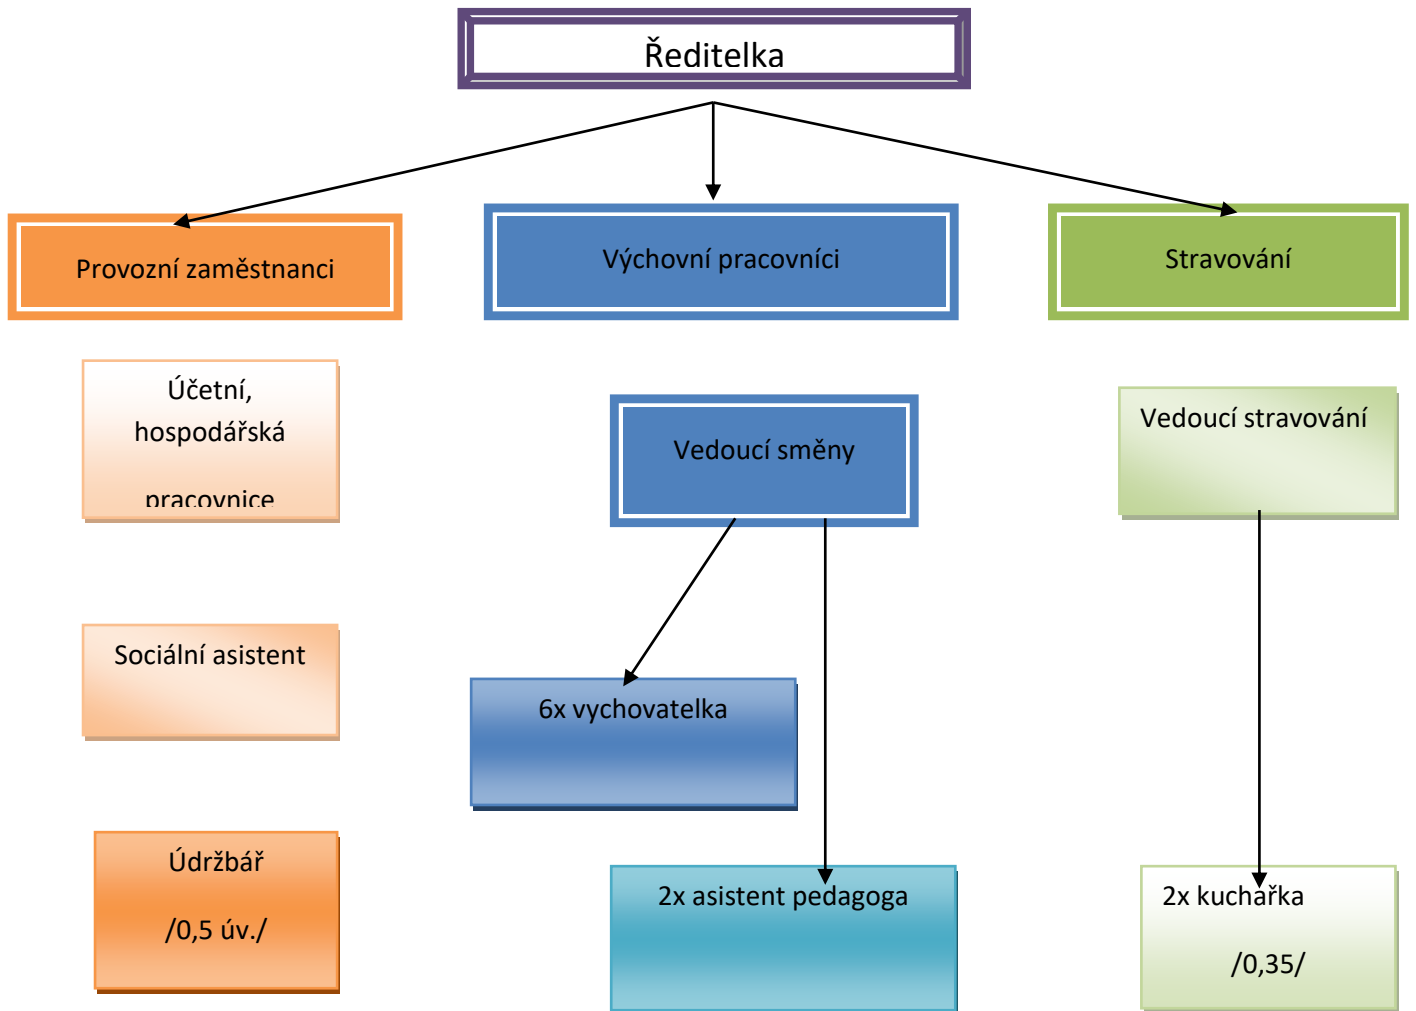 Ředitelka
Provozní zaměstnanci
Výchovní pracovníci
Stravování
Účetní,
hospodářská
pracovnice
Vedoucí směny
Vedoucí stravování
Sociální asistent
6x vychovatelka
Údržbář
/0,5 úv./
2x asistent pedagoga
2x kuchařka
/0,35/